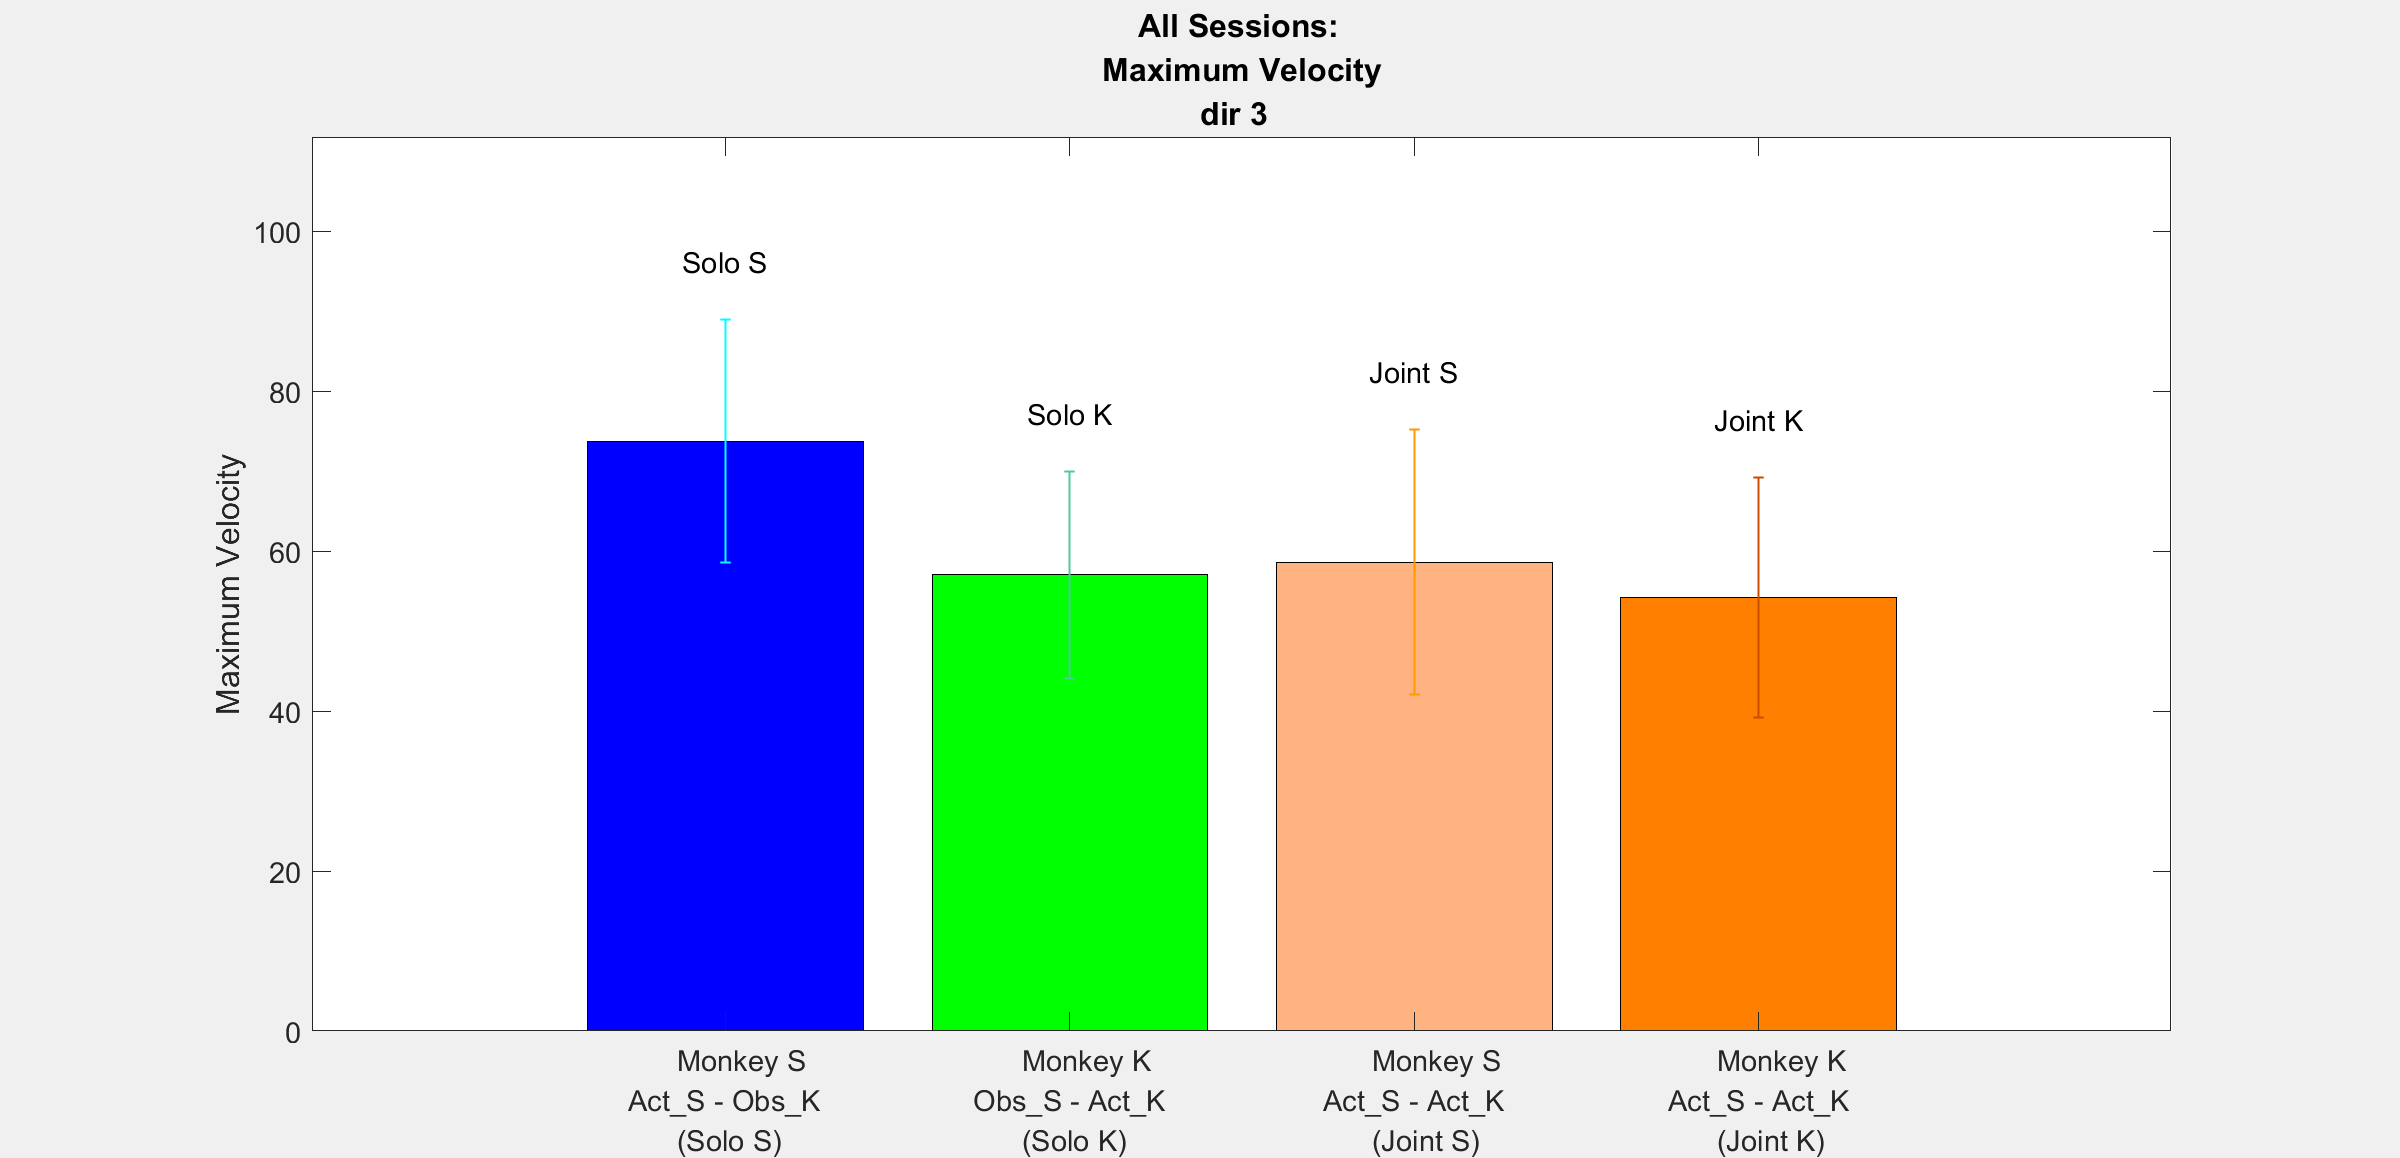 All Sessions:
Maximum Velocity
dir 3
Maximum Velocity
100
80
60
40
20
0
Solo S
Solo K
Joint S
Joint K
Monkey S
Act_S - Obs_K
(Solo S)
Monkey K
Obs_S - Act_K
(Solo K)
Monkey S
Act_S - Act_K
(Joint S)
Monkey K
Act_S - Act_K
(Joint K)